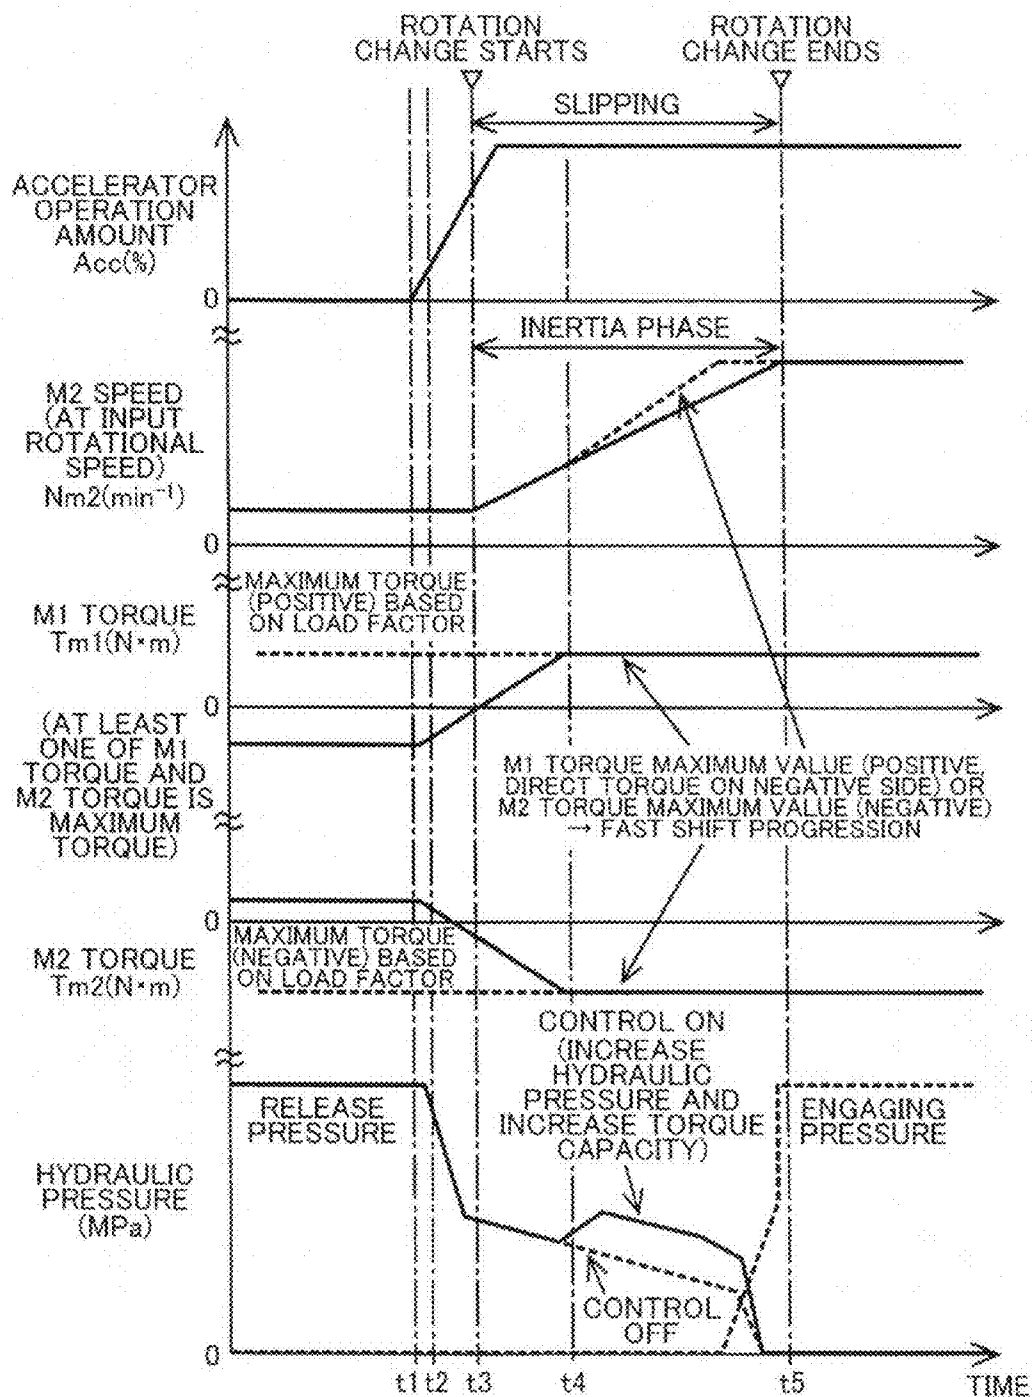 ROTATION
CHANGE STARTS
ROTATION
CHANGE ENDS
SLIPPING
ACCELERATOR
OPERATION
AMOUNT
Acc(%)
0
INERTIA PHASE
M2 SPEED
(AT INPUT
ROTATIONAL
SPEED)
Nm2(min⁻¹)
0
MAXIMUM TORQUE
(POSITIVE) BASED
ON LOAD FACTOR
M1 TORQUE
Tm1(N·m)
0
(AT LEAST
ONE OF M1
TORQUE AND
M2 TORQUE IS
MAXIMUM
TORQUE)
M1 TORQUE MAXIMUM VALUE (POSITIVE,
DIRECT TORQUE ON NEGATIVE SIDE) OR
M2 TORQUE MAXIMUM VALUE (NEGATIVE)
→ FAST SHIFT PROGRESSION
0
MAXIMUM TORQUE
(NEGATIVE) BASED
ON LOAD FACTOR
M2 TORQUE
Tm2(N·m)
CONTROL ON
(INCREASE
HYDRAULIC
PRESSURE AND
INCREASE TORQUE
CAPACITY)
RELEASE
PRESSURE
ENGAGING
PRESSURE
HYDRAULIC
PRESSURE
(MPa)
CONTROL
OFF
0
t1 t2 t3 t4 t5 TIME